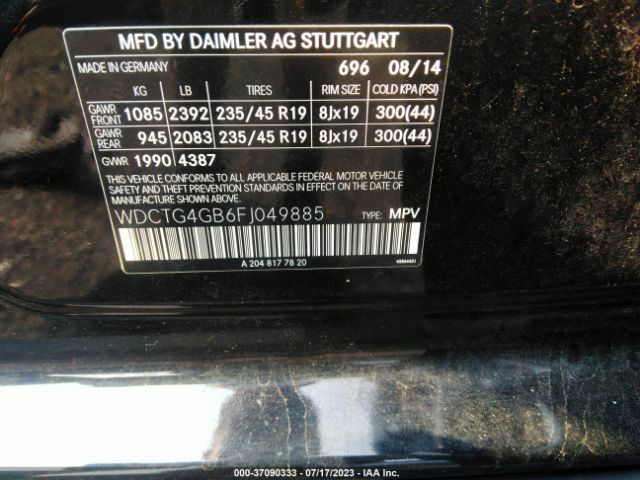 MFD BY DAIMLER AG STUTTGART
MADE IN GERMANY 696 08/14
KG LB TIRES RIM SIZE COLD KPA (PSI)
GAWR FRONT 1085 2392 235/45 R19 8Jx19 300(44)
GAWR REAR 945 2083 235/45 R19 8Jx19 300(44)
GVWR 1990 4387
THIS VEHICLE CONFORMS TO ALL APPLICABLE FEDERAL MOTOR VEHICLE
SAFETY AND THEFT PREVENTION STANDARDS IN EFFECT ON THE DATE OF
MANUFACTURE SHOWN ABOVE.
WDCTG4GB6FJ049885 TYPE: MPV
A 204 817 78 20
000-37090333 / 07/17/2023 - IAA Inc.